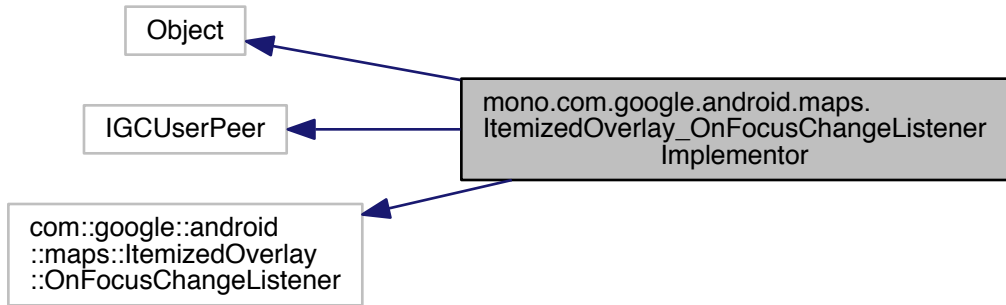 Object
IGCUserPeer
com::google::android
::maps::ItemizedOverlay
::OnFocusChangeListener
mono.com.google.android.maps.
ItemizedOverlay_OnFocusChangeListener
Implementor